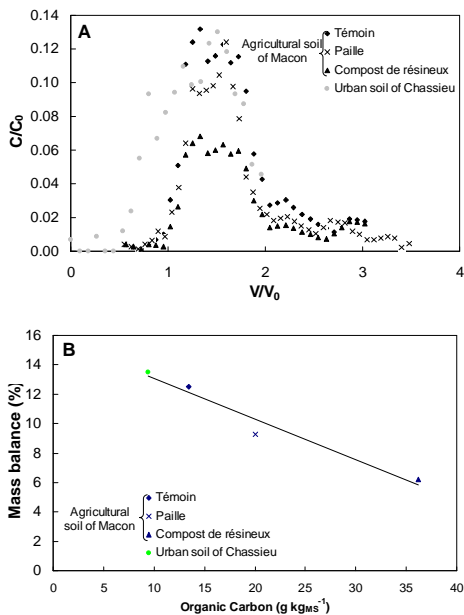 A
0.14
0.12
0.10
0.08
0.06
0.04
0.02
0.00
C/C0
0 1 2 3 4
V/V0
Agricultural soil of Macon
Témoin
Paille
Compost de résineux
Urban soil of Chassieu
B
16
14
12
10
8
6
4
2
0
Mass balance (%)
Agricultural soil of Macon
Témoin
Paille
Compost de résineux
Urban soil of Chassieu
0 5 10 15 20 25 30 35 40
Organic Carbon (g kgMS-1)